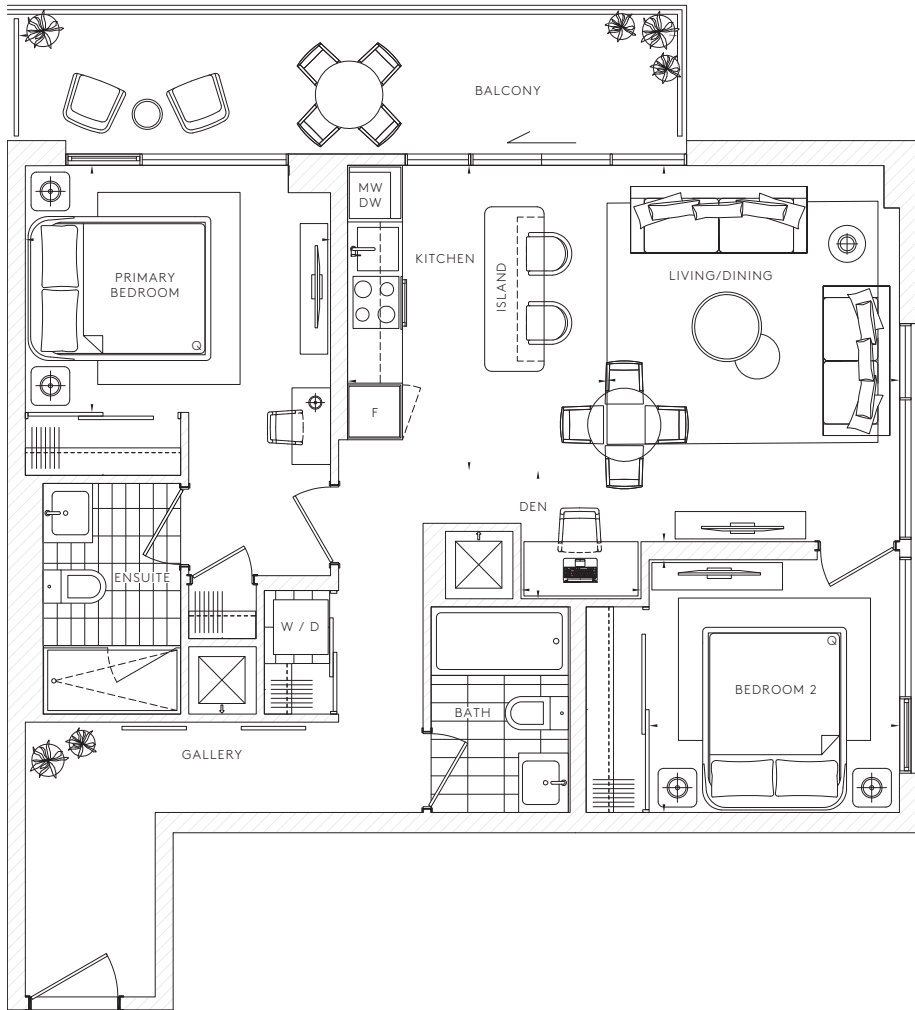 BALCONY
MW
DW
KITCHEN
ISLAND
LIVING/DINING
PRIMARY
BEDROOM
Q
F
DEN
ENSUITE
W / D
Q
BEDROOM 2
BATH
GALLERY